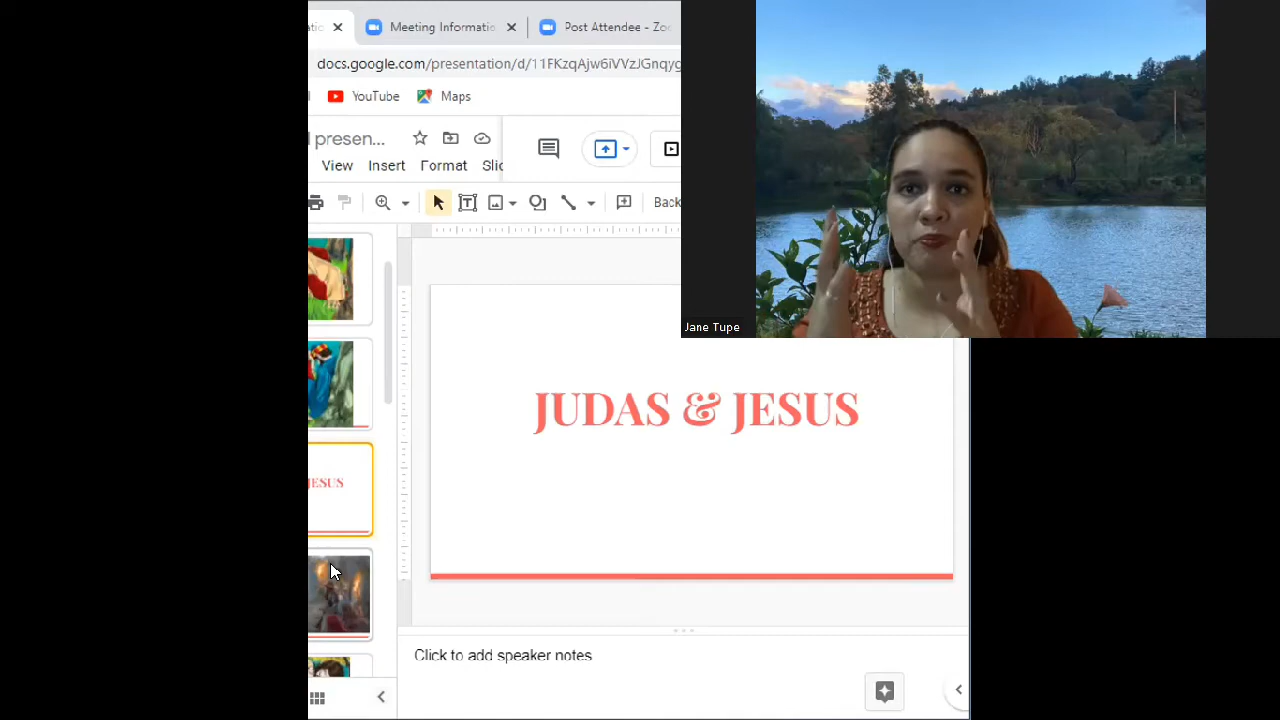 Meeting Informatio
Post Attendee - Zo
docs.google.com/presentation/d/11FKzqAjw6iVVzJGnqyg
YouTube
Maps
presen...
View
Insert
Format
Slic
Back
Jane Tupe
JUDAS & JESUS
JESUS
Click to add speaker notes